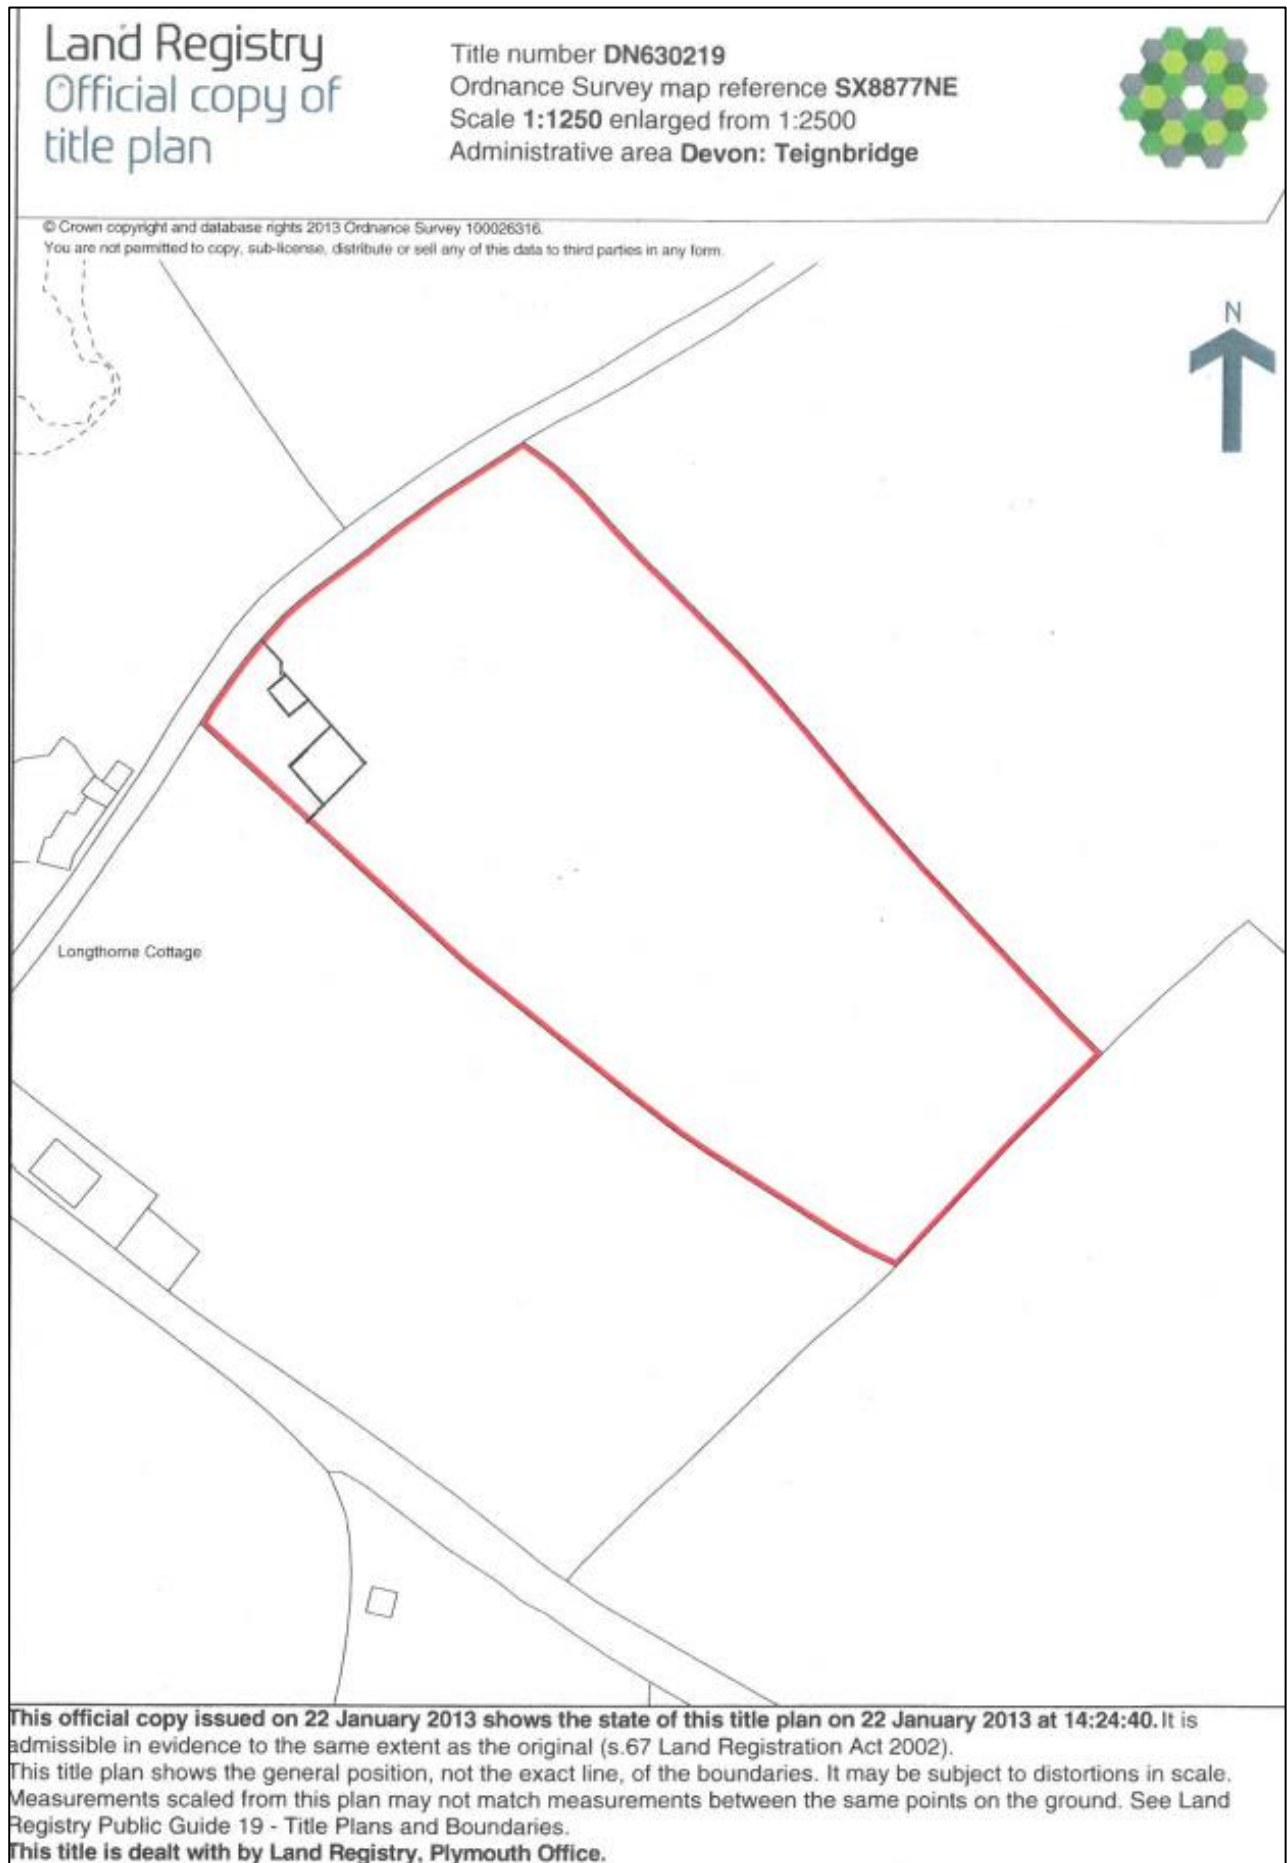 Land Registry
Official copy of
title plan
Title number DN630219
Ordnance Survey map reference SX8877NE
Scale 1:1250 enlarged from 1:2500
Administrative area Devon: Teignbridge
© Crown copyright and database rights 2013 Ordnance Survey 100026316.
You are not permitted to copy, sub-license, distribute or sell any of this data to third parties in any form.
N
Longthorne Cottage
This official copy issued on 22 January 2013 shows the state of this title plan on 22 January 2013 at 14:24:40. It is
admissible in evidence to the same extent as the original (s.67 Land Registration Act 2002).
This title plan shows the general position, not the exact line, of the boundaries. It may be subject to distortions in scale.
Measurements scaled from this plan may not match measurements between the same points on the ground. See Land
Registry Public Guide 19 - Title Plans and Boundaries.
This title is dealt with by Land Registry, Plymouth Office.